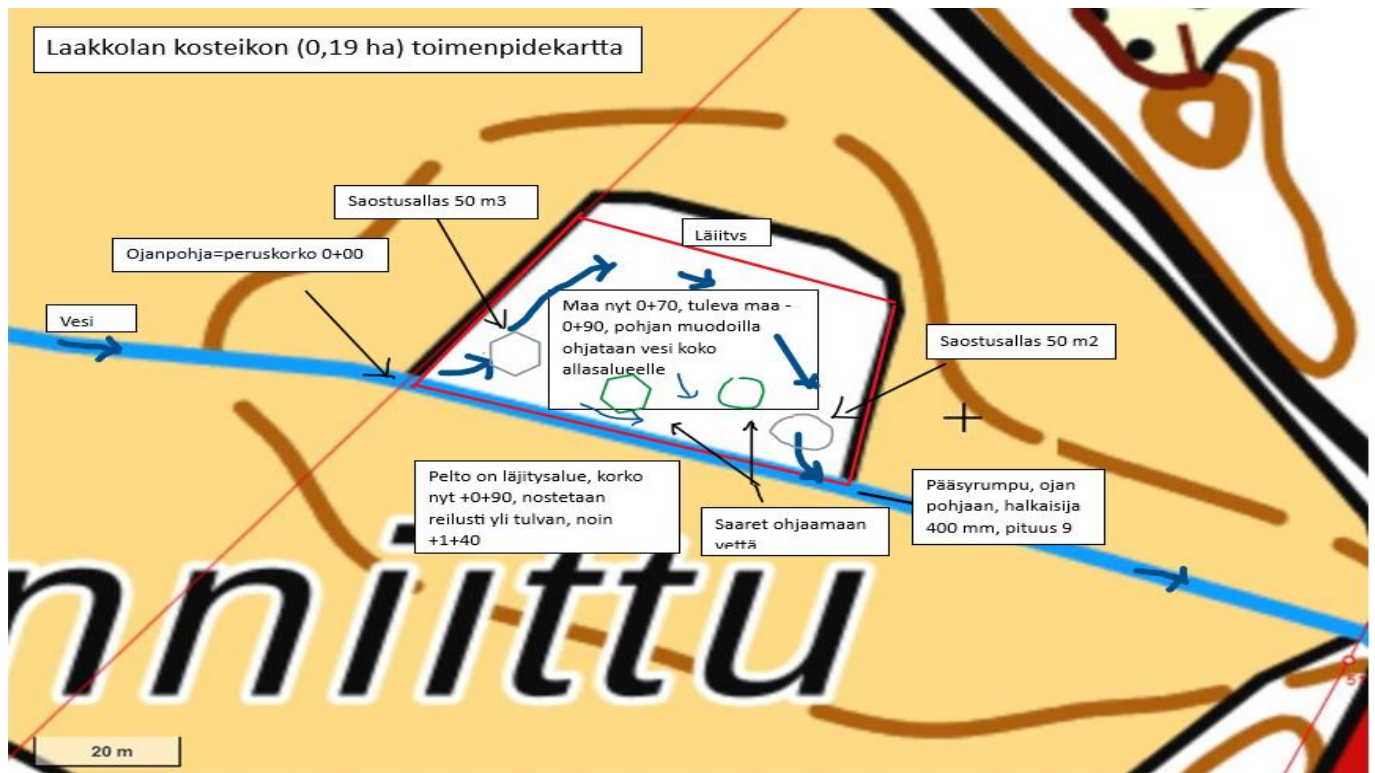 Laakkolan kosteikon (0,19 ha) toimenpidekartta
Saostusallas 50 m3
Läjitys
Ojanpohja=peruskorko 0+00
Vesi
Maa nyt 0+70, tuleva maa -
0+90, pohjan muodoilla
ohjataan vesi koko
allasalueelle
Saostusallas 50 m2
Pelto on läjitysalue, korko
nyt +0+90, nostetaan
reilusti yli tulvan, noin
+1+40
Saaret ohjaamaan
vettä
Pääsyrumpu, ojan
pohjaan, halkaisija
400 mm, pituus 9
nniittu
20 m